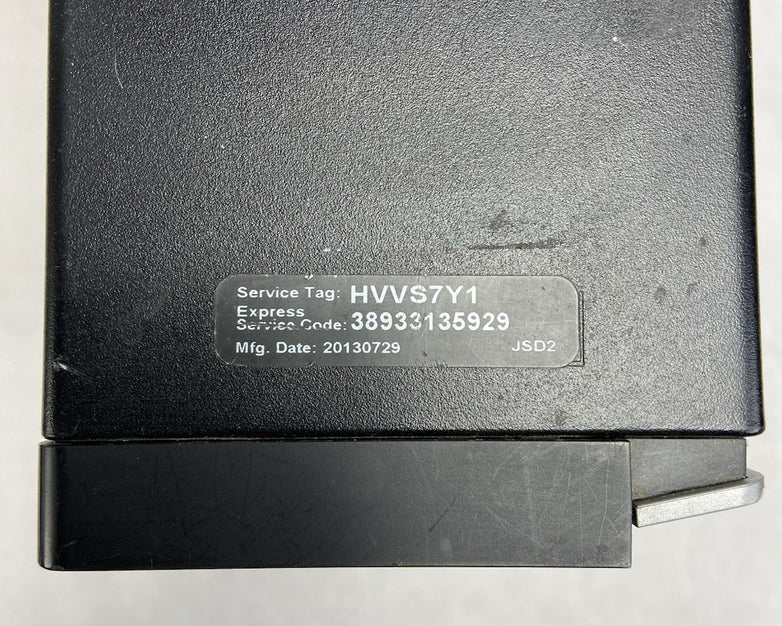 Service Tag: HVVS7Y1
Express
Service Code: 38933135929
Mfg. Date: 20130729 JSD2